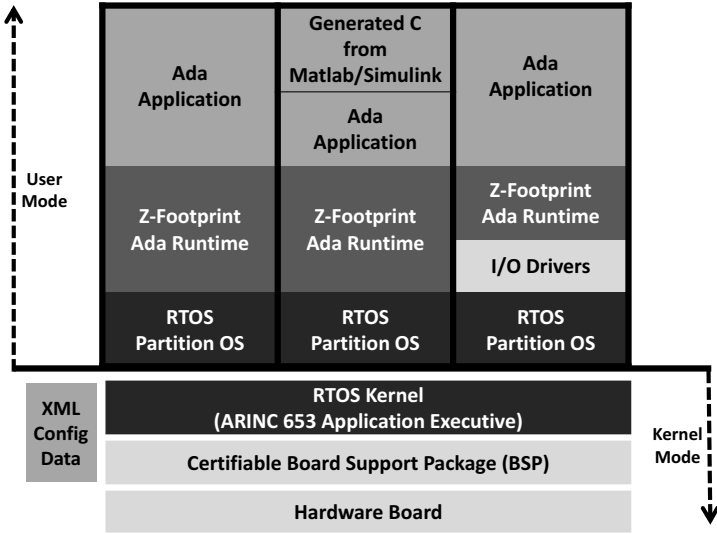 User
Mode
Ada
Application
Z-Footprint
Ada Runtime
RTOS
Partition OS
Generated C
from
Matlab/Simulink
Ada
Application
Z-Footprint
Ada Runtime
RTOS
Partition OS
Ada
Application
Z-Footprint
Ada Runtime
I/O Drivers
RTOS
Partition OS
XML
Config
Data
RTOS Kernel
(ARINC 653 Application Executive)
Certifiable Board Support Package (BSP)
Hardware Board
Kernel
Mode